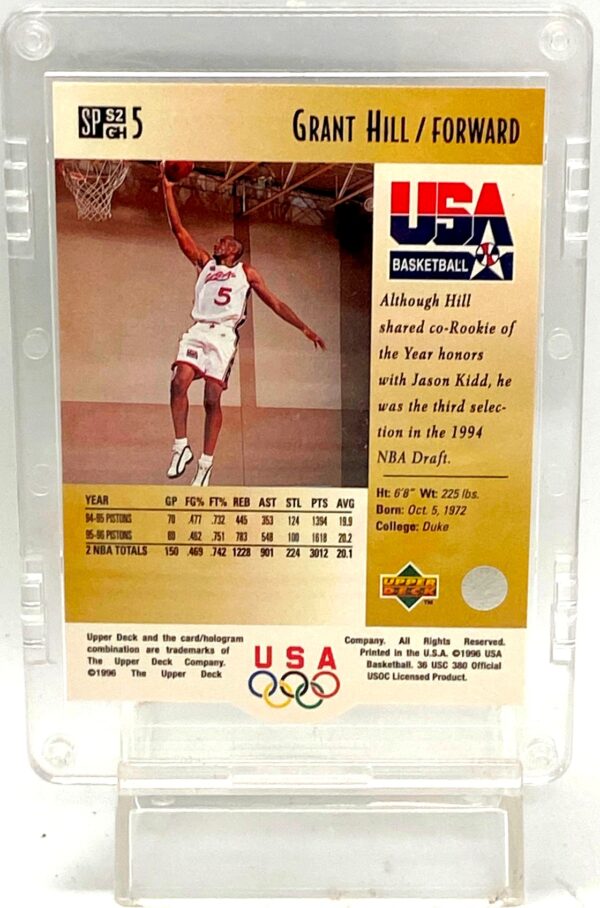 SP S2 GH 5
GRANT HILL / FORWARD
USA
5
USA
BASKETBALL
Although Hill
shared co-Rookie of
the Year honors
with Jason Kidd, he
was the third selec-
tion in the 1994
NBA Draft.
Ht: 6'8" Wt: 225 lbs.
Born: Oct. 5, 1972
College: Duke
YEAR GP FG% FT% REB AST STL PTS AVG
94-95 PISTONS 70 .477 .732 445 353 124 1394 19.9
95-96 PISTONS 80 .462 .751 783 548 100 1618 20.2
2 NBA TOTALS 150 .469 .742 1228 901 224 3012 20.1
UPPER
DECK
TM
Upper Deck and the card/hologram
combination are trademarks of
The Upper Deck Company.
©1996 The Upper Deck
USA
Company. All Rights Reserved.
Printed in the U.S.A. ©1996 USA
Basketball. 36 USC 380 Official
USOC Licensed Product.